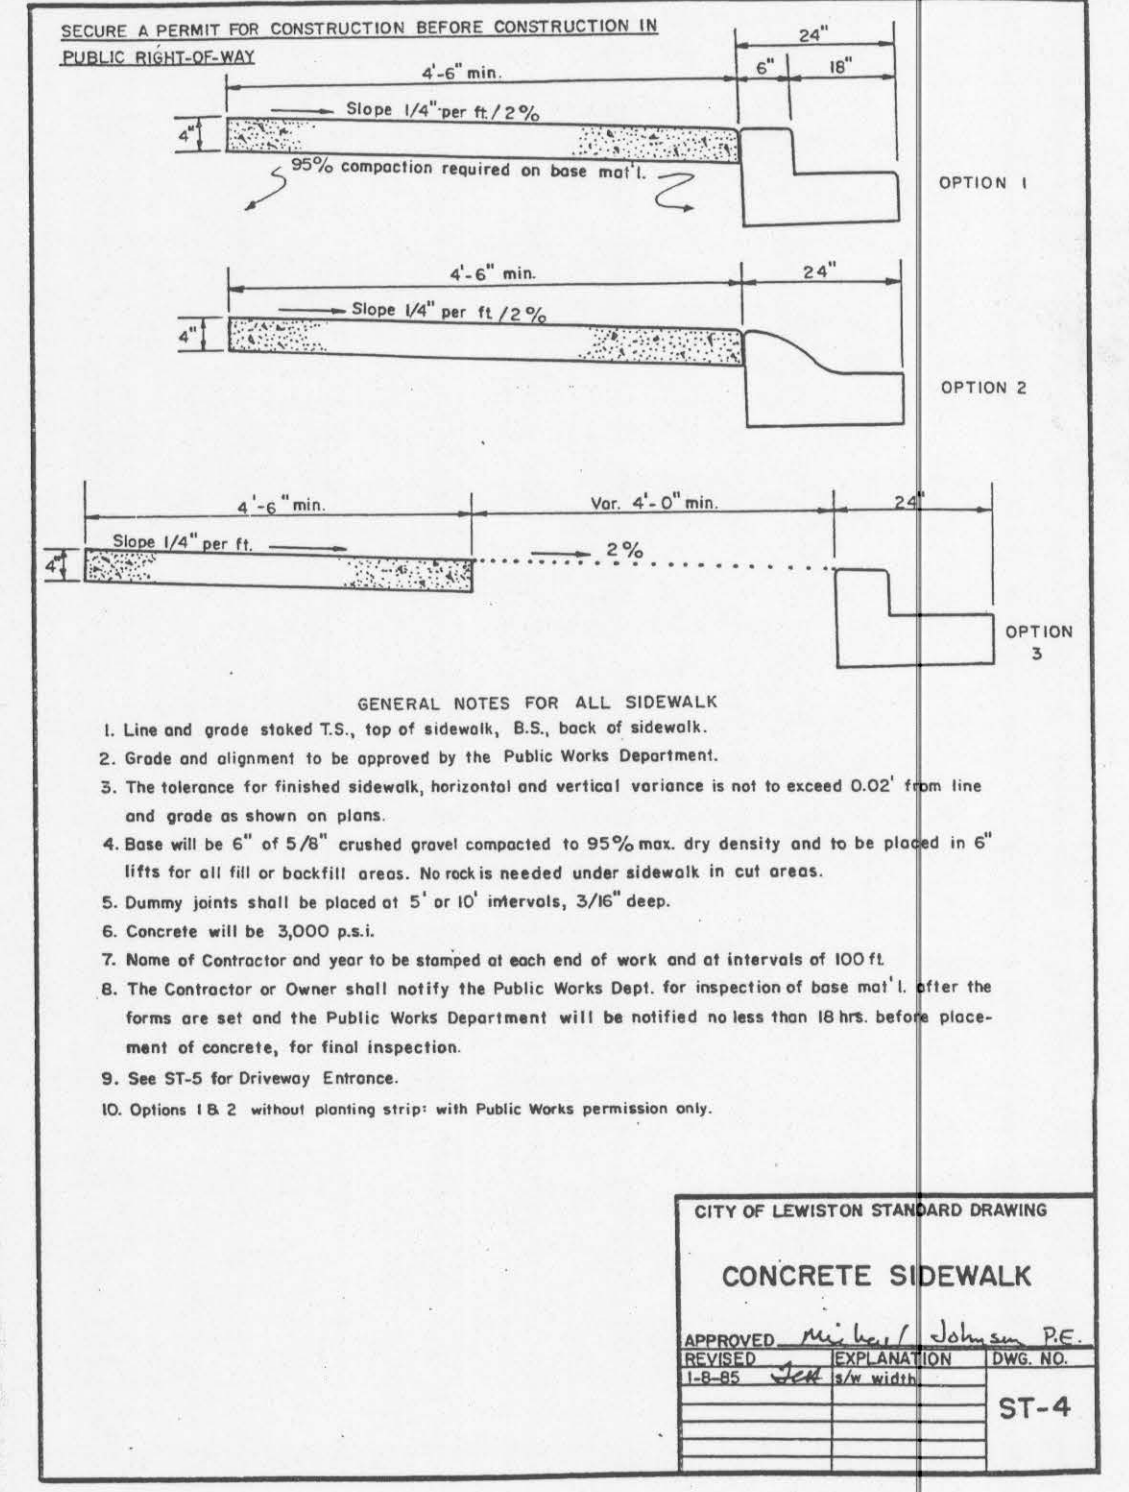 SECURE A PERMIT FOR CONSTRUCTION BEFORE CONSTRUCTION IN
PUBLIC RIGHT-OF-WAY
24"
4'-6" min.
6"
18"
Slope 1/4" per ft. / 2%
4"
95% compaction required on base mat'l.
OPTION 1
4'-6" min.
24"
Slope 1/4" per ft / 2%
4"
OPTION 2
4'-6" min.
Var. 4'-0" min.
24"
Slope 1/4" per ft.
2%
4"
OPTION
3
GENERAL NOTES FOR ALL SIDEWALK
1. Line and grade staked T.S., top of sidewalk, B.S., back of sidewalk.
2. Grade and alignment to be approved by the Public Works Department.
3. The tolerance for finished sidewalk, horizontal and vertical variance is not to exceed 0.02' from line
and grade as shown on plans.
4. Base will be 6" of 5/8" crushed gravel compacted to 95% max. dry density and to be placed in 6"
lifts for all fill or backfill areas. No rock is needed under sidewalk in cut areas.
5. Dummy joints shall be placed at 5' or 10' intervals, 3/16" deep.
6. Concrete will be 3,000 p.s.i.
7. Name of Contractor and year to be stamped at each end of work and at intervals of 100 ft.
8. The Contractor or Owner shall notify the Public Works Dept. for inspection of base mat'l. after the
forms are set and the Public Works Department will be notified no less than 18 hrs. before place-
ment of concrete, for final inspection.
9. See ST-5 for Driveway Entrance.
10. Options 1 & 2 without planting strip: with Public Works permission only.
CITY OF LEWISTON STANDARD DRAWING
CONCRETE SIDEWALK
APPROVED Michael Johnson P.E.
REVISED EXPLANATION DWG. NO.
1-8-85 s/w width
ST-4